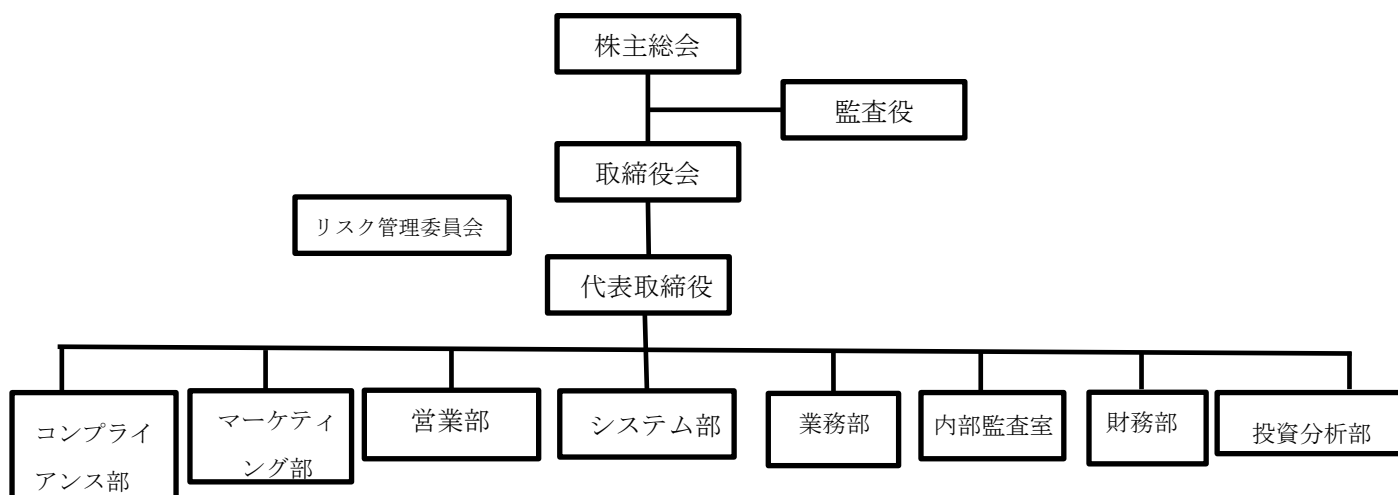 株主総会
監査役
取締役会
リスク管理委員会
代表取締役
コンプライ
アンス部
マーケティ
ング部
営業部
システム部
業務部
内部監査室
財務部
投資分析部